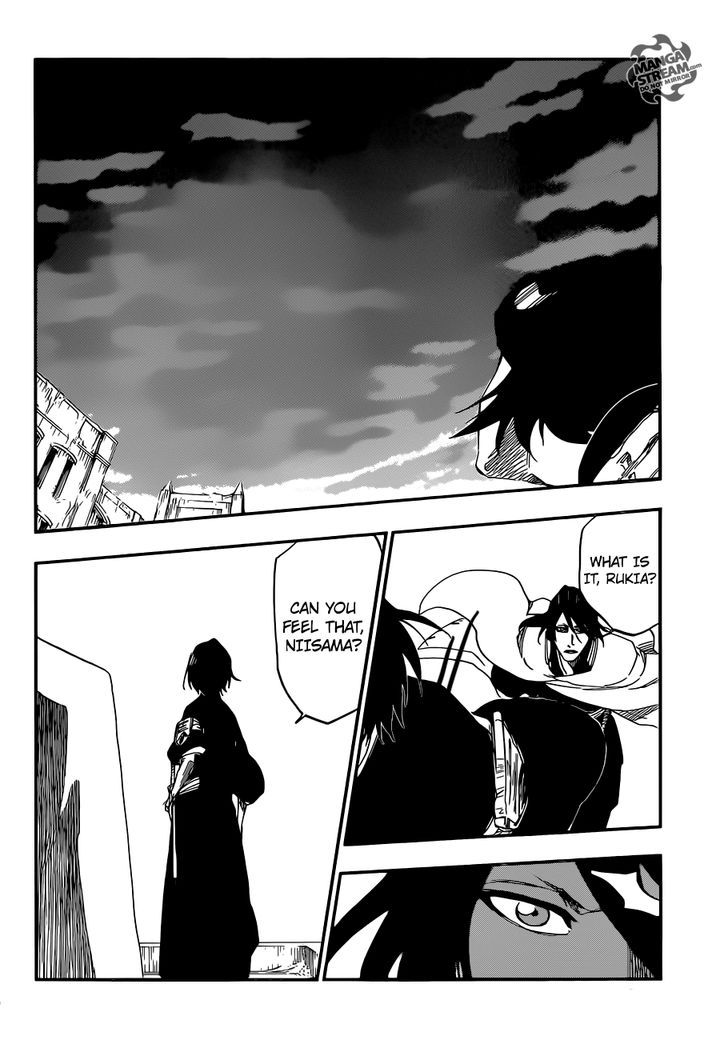 MANGA
STREAM.com
DO NOT MIRROR
WHAT IS
IT, RUKIA?
CAN YOU
FEEL THAT,
NIISAMA?